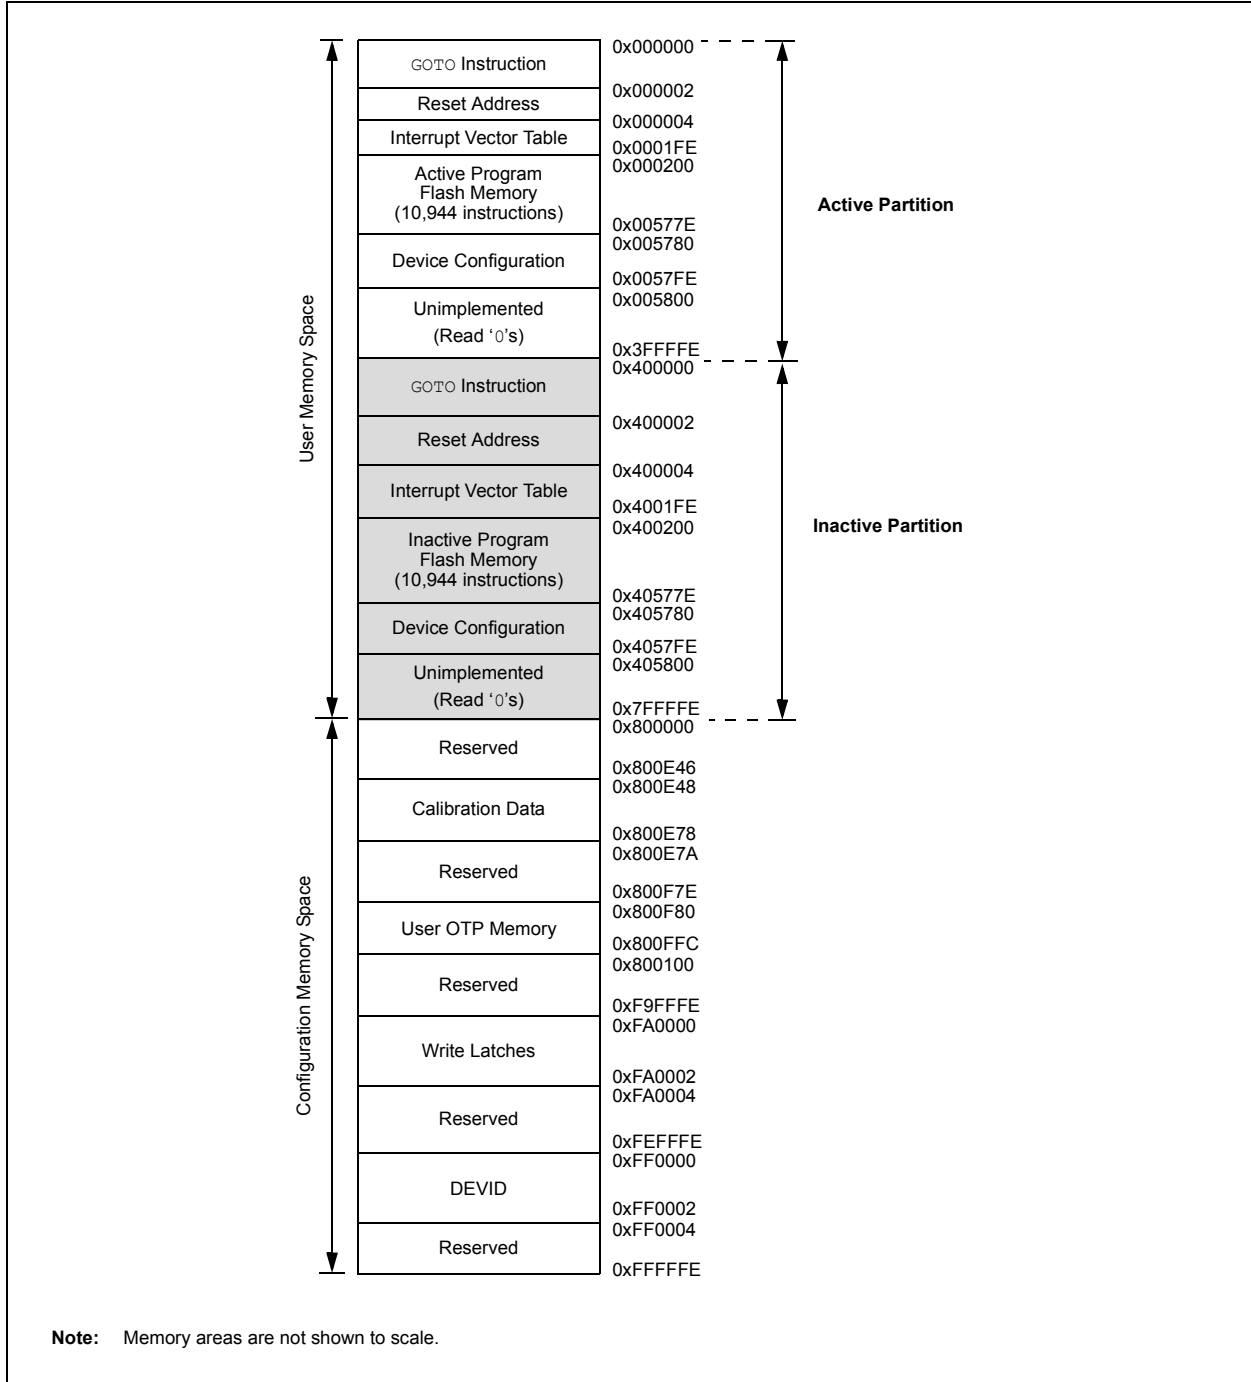 0x000000
GOTO Instruction
0x000002
Reset Address
0x000004
Interrupt Vector Table
0x0001FE
0x000200
Active Program
Flash Memory
(10,944 instructions)
Active Partition
0x00577E
0x005780
Device Configuration
0x0057FE
0x005800
Unimplemented
(Read ‘0’s)
0x3FFFFE
0x400000
User Memory Space
GOTO Instruction
0x400002
Reset Address
0x400004
Interrupt Vector Table
0x4001FE
0x400200
Inactive Partition
Inactive Program
Flash Memory
(10,944 instructions)
0x40577E
0x405780
Device Configuration
0x4057FE
0x405800
Unimplemented
(Read ‘0’s)
0x7FFFFE
0x800000
Reserved
0x800E46
0x800E48
Calibration Data
0x800E78
0x800E7A
Reserved
0x800F7E
0x800F80
User OTP Memory
0x800FFC
0x800100
Reserved
Configuration Memory Space
0xF9FFFE
0xFA0000
Write Latches
0xFA0002
0xFA0004
Reserved
0xFEFFFE
0xFF0000
DEVID
0xFF0002
0xFF0004
Reserved
0xFFFFFE
Note: Memory areas are not shown to scale.